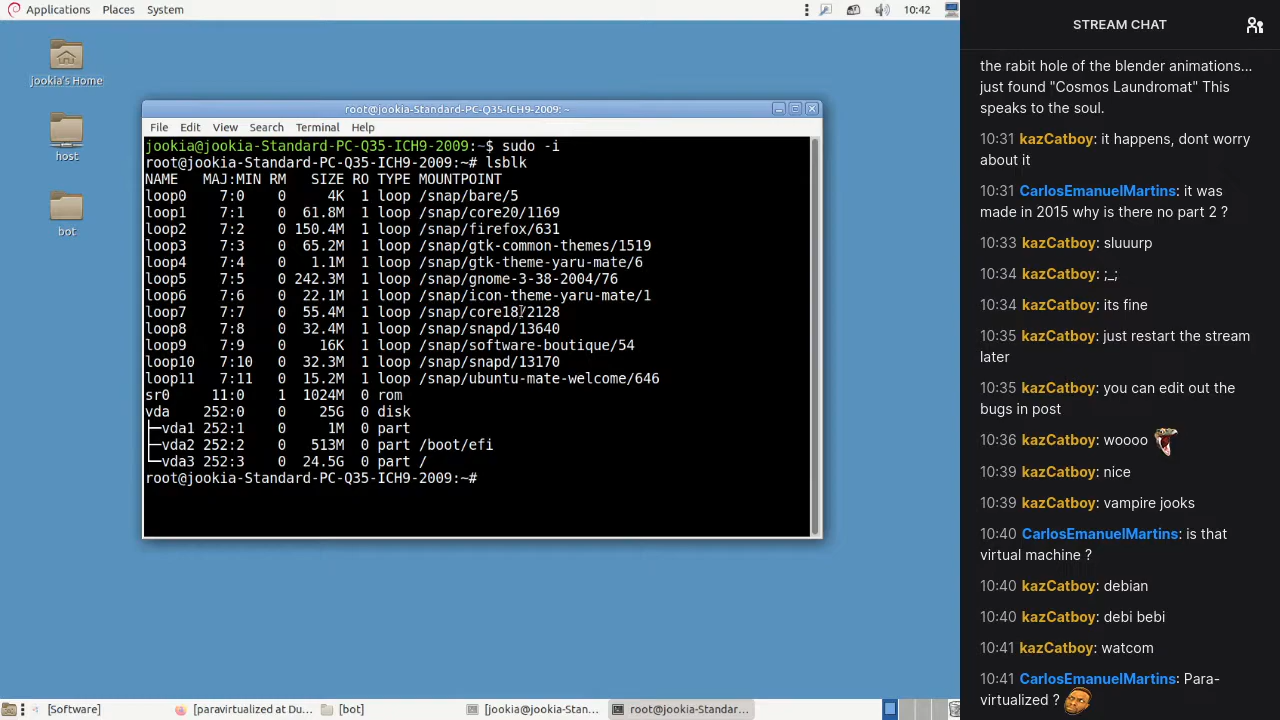 Applications Places System 10:42
jookia's Home
host
bot
root@jookia-Standard-PC-Q35-ICH9-2009: ~
File Edit View Search Terminal Help
jookia@jookia-Standard-PC-Q35-ICH9-2009:~$ sudo -i
root@jookia-Standard-PC-Q35-ICH9-2009:~# lsblk
NAME MAJ:MIN RM SIZE RO TYPE MOUNTPOINT
loop0 7:0 0 4K 1 loop /snap/bare/5
loop1 7:1 0 61.8M 1 loop /snap/core20/1169
loop2 7:2 0 150.4M 1 loop /snap/firefox/631
loop3 7:3 0 65.2M 1 loop /snap/gtk-common-themes/1519
loop4 7:4 0 1.1M 1 loop /snap/gtk-theme-yaru-mate/6
loop5 7:5 0 242.3M 1 loop /snap/gnome-3-38-2004/76
loop6 7:6 0 22.1M 1 loop /snap/icon-theme-yaru-mate/1
loop7 7:7 0 55.4M 1 loop /snap/core18/2128
loop8 7:8 0 32.4M 1 loop /snap/snapd/13640
loop9 7:9 0 16K 1 loop /snap/software-boutique/54
loop10 7:10 0 32.3M 1 loop /snap/snapd/13170
loop11 7:11 0 15.2M 1 loop /snap/ubuntu-mate-welcome/646
sr0 11:0 1 1024M 0 rom
vda 252:0 0 25G 0 disk
├─vda1 252:1 0 1M 0 part
├─vda2 252:2 0 513M 0 part /boot/efi
└─vda3 252:3 0 24.5G 0 part /
root@jookia-Standard-PC-Q35-ICH9-2009:~#
[Software] [paravirtualized at Du... [bot] [jookia@jookia-Stan... root@jookia-Standar...
STREAM CHAT
the rabit hole of the blender animations...
just found "Cosmos Laundromat" This
speaks to the soul.
10:31 kazCatboy: it happens, dont worry
about it
10:31 CarlosEmanuelMartins: it was
made in 2015 why is there no part 2 ?
10:33 kazCatboy: sluuurp
10:34 kazCatboy: ;_;
10:34 kazCatboy: its fine
10:35 kazCatboy: just restart the stream
later
10:35 kazCatboy: you can edit out the
bugs in post
10:36 kazCatboy: woooo
10:39 kazCatboy: nice
10:39 kazCatboy: vampire jooks
10:40 CarlosEmanuelMartins: is that
virtual machine ?
10:40 kazCatboy: debian
10:40 kazCatboy: debi bebi
10:41 kazCatboy: watcom
10:41 CarlosEmanuelMartins: Para-
virtualized ?